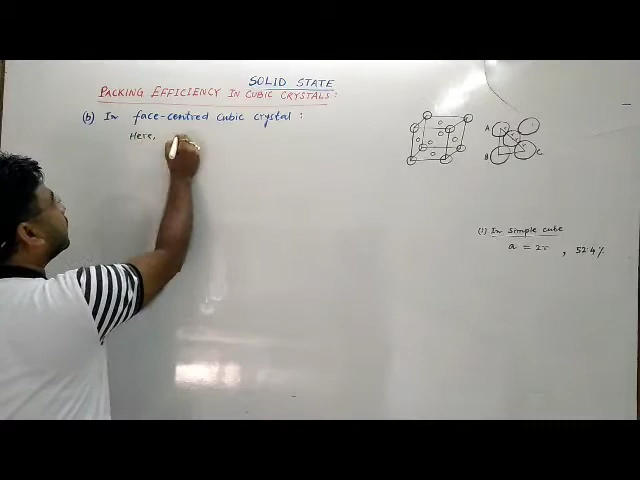 SOLID STATE
PACKING EFFICIENCY IN CUBIC CRYSTALS:
(b) In face-centred cubic crystal :
Here,
A
B
C
(1) In simple cube
a = 2r , 52.4%